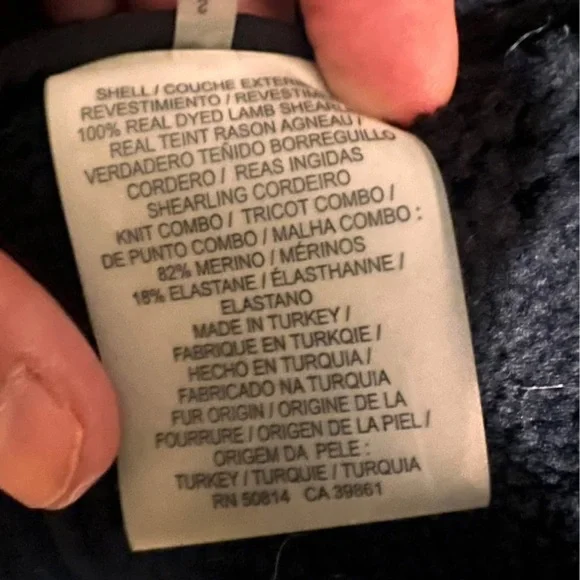 SHELL / COUCHE EXTER
REVESTIMIENTO / REVESTIM
100% REAL DYED LAMB SHEARL
REAL TEINT RASON AGNEAU /
VERDADERO TEÑIDO BORREGUILLO
CORDERO / REAS INGIDAS
SHEARLING CORDEIRO
KNIT COMBO / TRICOT COMBO /
DE PUNTO COMBO / MALHA COMBO :
82% MERINO / MÉRINOS
18% ELASTANE / ÉLASTHANNE /
ELASTANO
MADE IN TURKEY /
FABRIQUE EN TURKQIE /
HECHO EN TURQUIA /
FABRICADO NA TURQUIA
FUR ORIGIN / ORIGINE DE LA
FOURRURE / ORIGEN DE LA PIEL /
ORIGEM DA PELE :
TURKEY / TURQUIE / TURQUIA
RN 50814 CA 39861